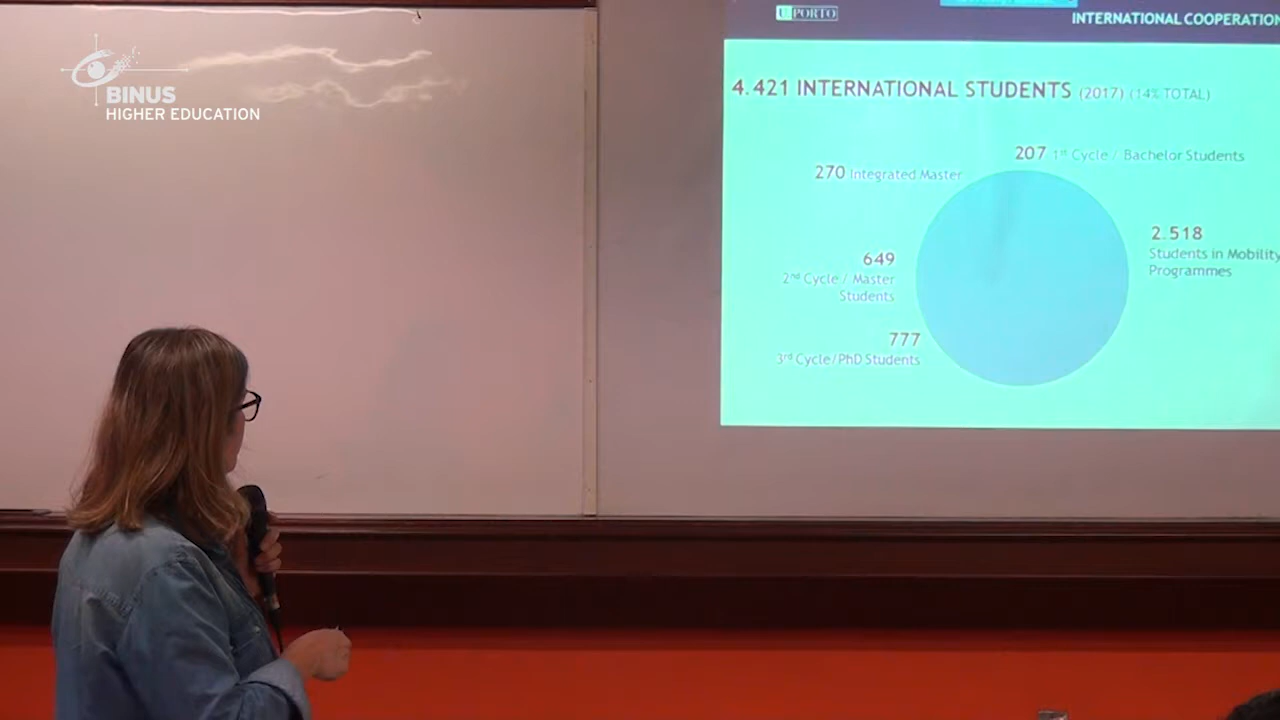 BINUS
HIGHER EDUCATION
U.PORTO
INTERNATIONAL COOPERATION
4.421 INTERNATIONAL STUDENTS (2017) (14% TOTAL)
207 1st Cycle / Bachelor Students
270 Integrated Master
2.518
Students in Mobility
Programmes
649
2nd Cycle / Master
Students
777
3rd Cycle/PhD Students